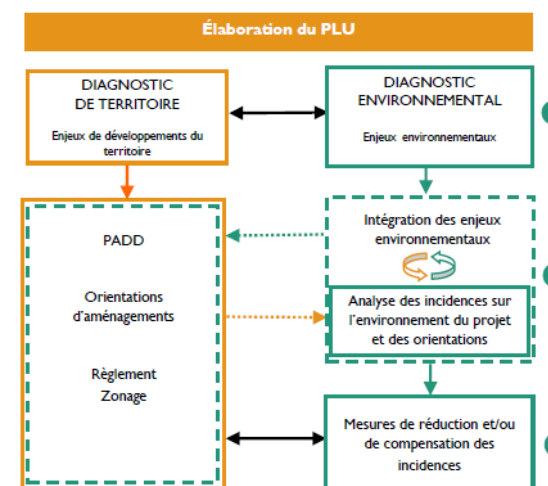 Élaboration du PLU
DIAGNOSTIC
DE TERRITOIRE
Enjeux de développements du
territoire
DIAGNOSTIC
ENVIRONNEMENTAL
Enjeux environnementaux
PADD
Orientations
d'aménagements
Règlement
Zonage
Intégration des enjeux
environnementaux
Analyse des incidences sur
l'environnement du projet
et des orientations
Mesures de réduction et/ou
de compensation des
incidences